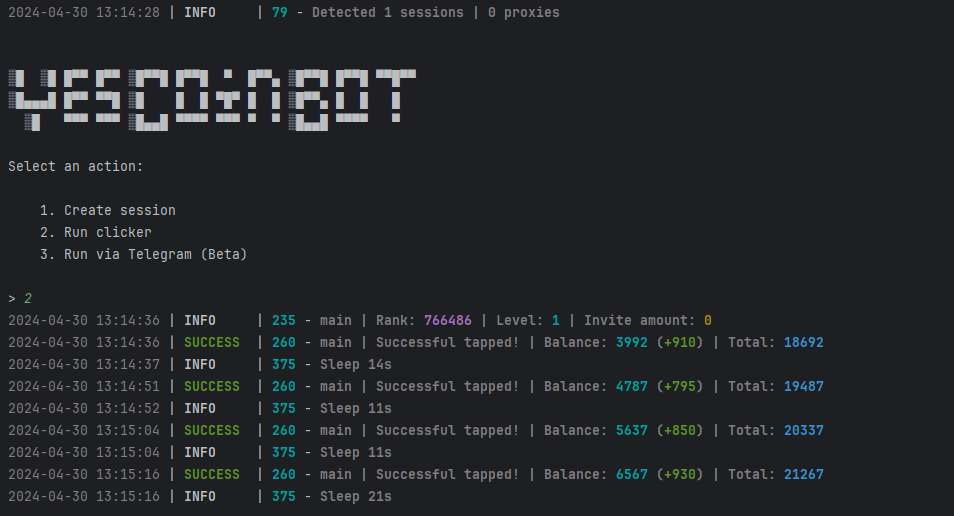 2024-04-30 13:14:28 | INFO | 79 - Detected 1 sessions | 0 proxies
YESCOINBOT
Select an action:
1. Create session
2. Run clicker
3. Run via Telegram (Beta)
> 2
2024-04-30 13:14:36 | INFO | 235 - main | Rank: 766486 | Level: 1 | Invite amount: 0
2024-04-30 13:14:36 | SUCCESS | 260 - main | Successful tapped! | Balance: 3992 (+910) | Total: 18692
2024-04-30 13:14:37 | INFO | 375 - Sleep 14s
2024-04-30 13:14:51 | SUCCESS | 260 - main | Successful tapped! | Balance: 4787 (+795) | Total: 19487
2024-04-30 13:14:52 | INFO | 375 - Sleep 11s
2024-04-30 13:15:04 | SUCCESS | 260 - main | Successful tapped! | Balance: 5637 (+850) | Total: 20337
2024-04-30 13:15:04 | INFO | 375 - Sleep 11s
2024-04-30 13:15:16 | SUCCESS | 260 - main | Successful tapped! | Balance: 6567 (+930) | Total: 21267
2024-04-30 13:15:16 | INFO | 375 - Sleep 21s